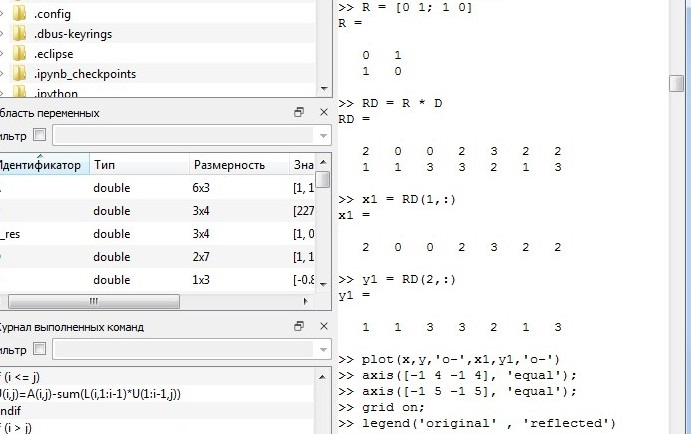 .config
.dbus-keyrings
.eclipse
.ipynb_checkpoints
.ipython
бласть переменных
ильтр
Идентификатор Тип Размерность Зна
double 6x3 [1, 1
double 3x4 [227
_res double 3x4 [1, 0
double 2x7 [1, 1
double 1x3 [-0.8
Журнал выполненных команд
ильтр
f (i <= j)
U(i,j)=A(i,j)-sum(L(i,1:i-1)*U(1:i-1,j))
ndif
f (i > j)
>> R = [0 1; 1 0]
R =
0 1
1 0
>> RD = R * D
RD =
2 0 0 2 3 2 2
1 1 3 3 2 1 3
>> x1 = RD(1,:)
x1 =
2 0 0 2 3 2 2
>> y1 = RD(2,:)
y1 =
1 1 3 3 2 1 3
>> plot(x,y,'o-',x1,y1,'o-')
>> axis([-1 4 -1 4], 'equal');
>> axis([-1 5 -1 5], 'equal');
>> grid on;
>> legend('original' , 'reflected')